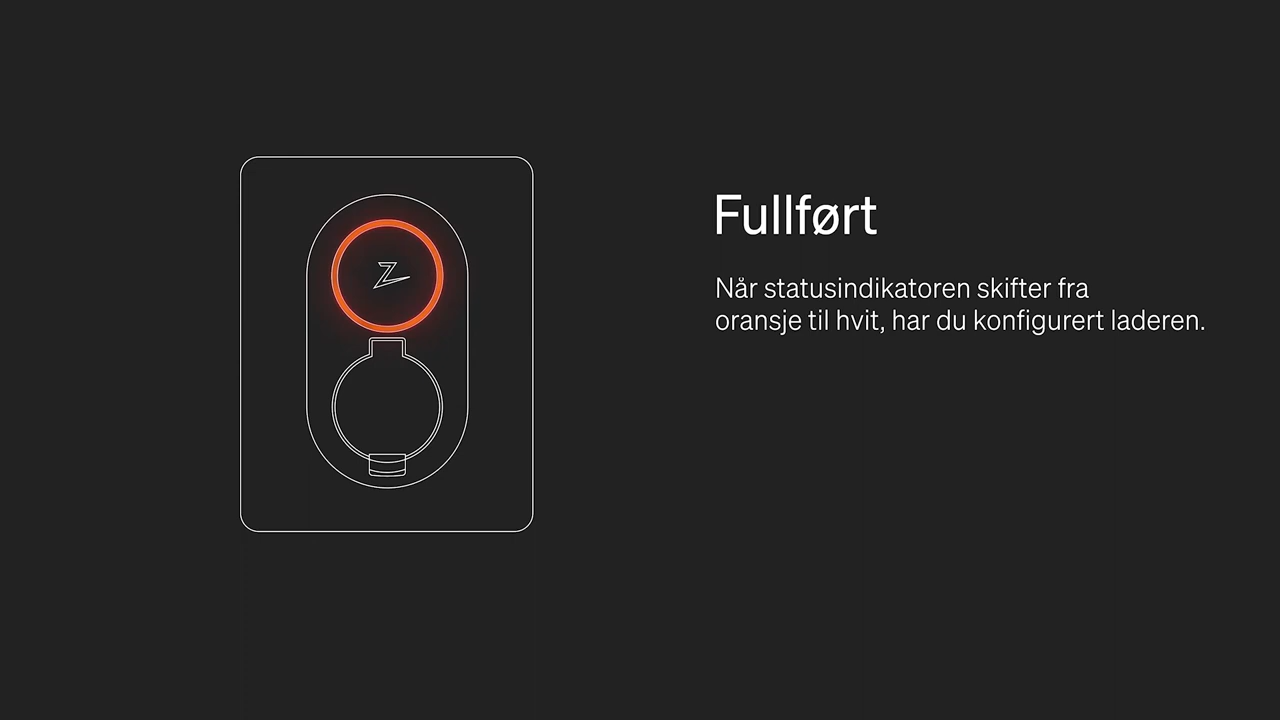 Fullført
Når statusindikatoren skifter fra
oransje til hvit, har du konfigurert laderen.